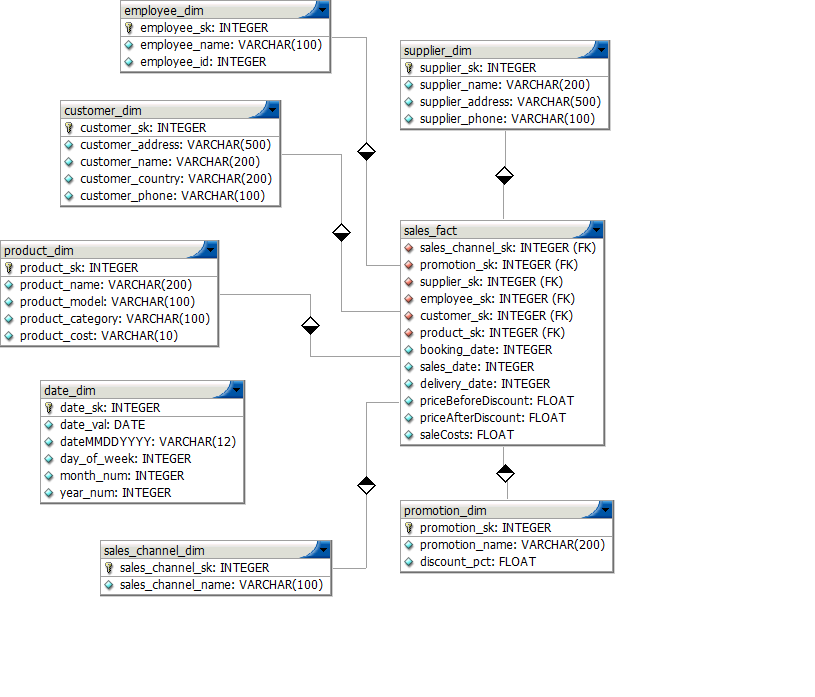 employee_dim
employee_sk: INTEGER
employee_name: VARCHAR(100)
employee_id: INTEGER
supplier_dim
supplier_sk: INTEGER
supplier_name: VARCHAR(200)
supplier_address: VARCHAR(500)
supplier_phone: VARCHAR(100)
customer_dim
customer_sk: INTEGER
customer_address: VARCHAR(500)
customer_name: VARCHAR(200)
customer_country: VARCHAR(200)
customer_phone: VARCHAR(100)
product_dim
product_sk: INTEGER
product_name: VARCHAR(200)
product_model: VARCHAR(100)
product_category: VARCHAR(100)
product_cost: VARCHAR(10)
sales_fact
sales_channel_sk: INTEGER (FK)
promotion_sk: INTEGER (FK)
supplier_sk: INTEGER (FK)
employee_sk: INTEGER (FK)
customer_sk: INTEGER (FK)
product_sk: INTEGER (FK)
booking_date: INTEGER
sales_date: INTEGER
delivery_date: INTEGER
priceBeforeDiscount: FLOAT
priceAfterDiscount: FLOAT
saleCosts: FLOAT
date_dim
date_sk: INTEGER
date_val: DATE
dateMMDDYYYY: VARCHAR(12)
day_of_week: INTEGER
month_num: INTEGER
year_num: INTEGER
promotion_dim
promotion_sk: INTEGER
promotion_name: VARCHAR(200)
discount_pct: FLOAT
sales_channel_dim
sales_channel_sk: INTEGER
sales_channel_name: VARCHAR(100)